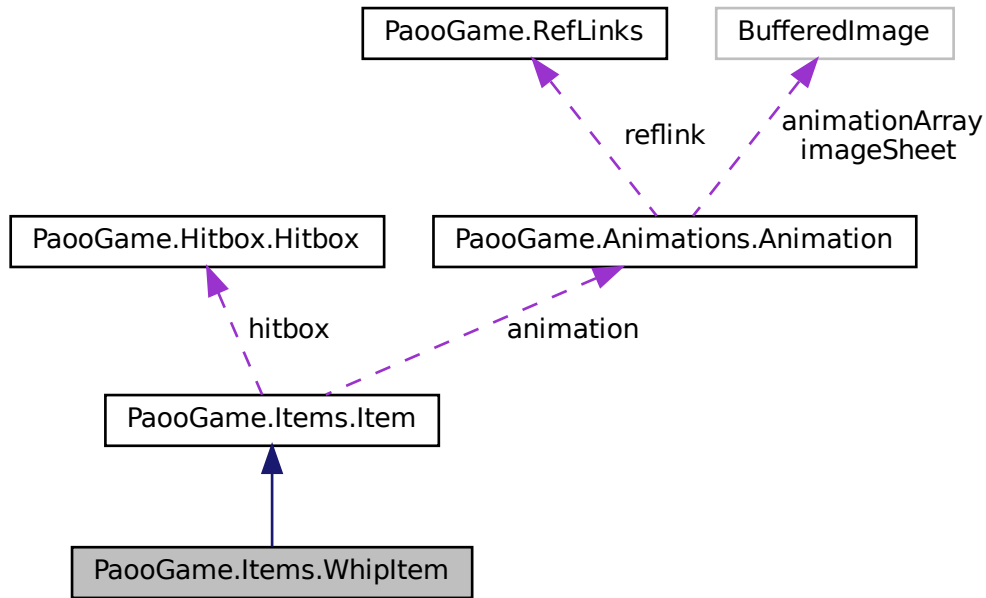 PaooGame.RefLinks
BufferedImage
reflink
animationArray
imageSheet
PaooGame.Hitbox.Hitbox
PaooGame.Animations.Animation
hitbox
animation
PaooGame.Items.Item
PaooGame.Items.WhipItem